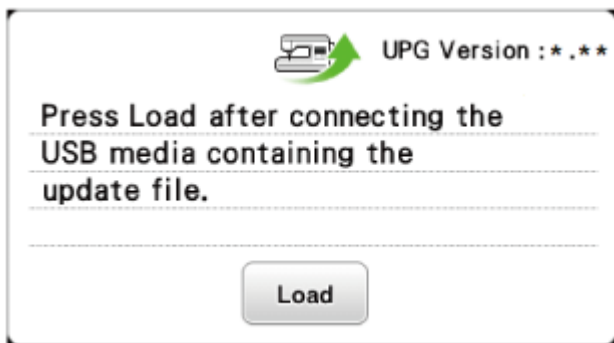 UPG Version :*.**
Press Load after connecting the
USB media containing the
update file.
Load